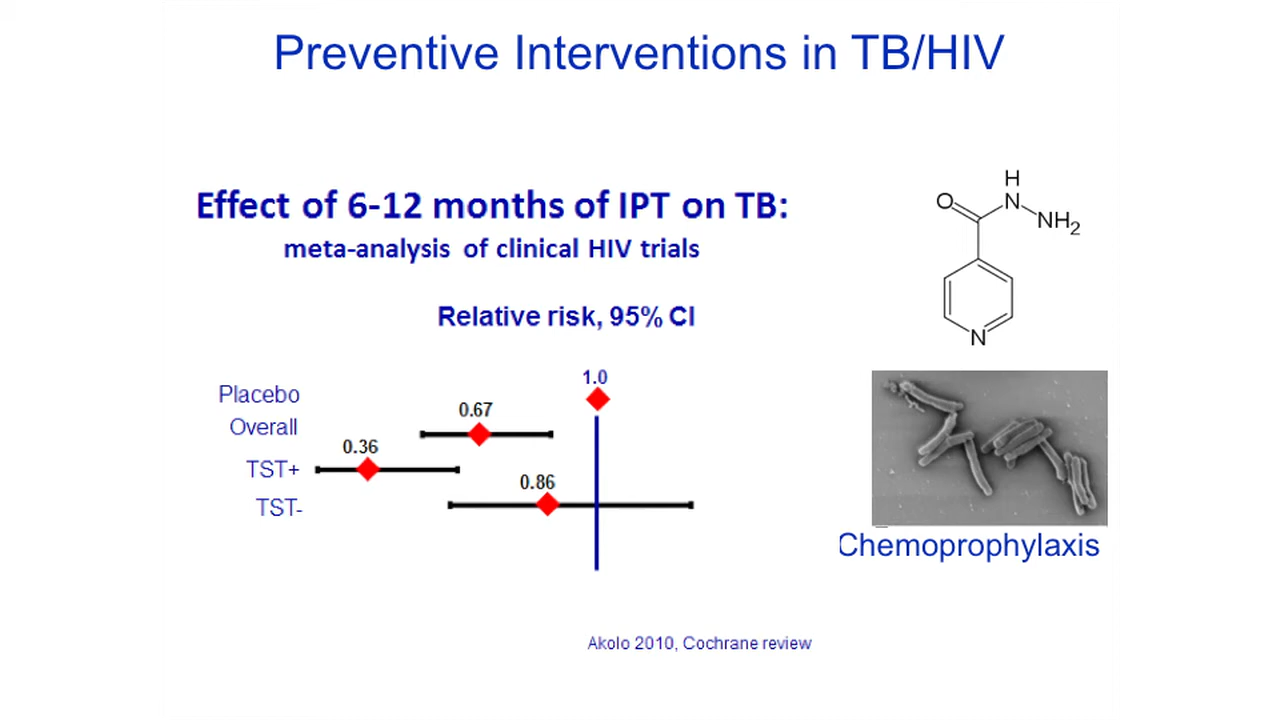 Preventive Interventions in TB/HIV
Effect of 6-12 months of IPT on TB:
meta-analysis of clinical HIV trials
Relative risk, 95% CI
1.0
Placebo
0.67
Overall
0.36
TST+
0.86
TST-
H
O
N
NH2
N
Chemoprophylaxis
Akolo 2010, Cochrane review